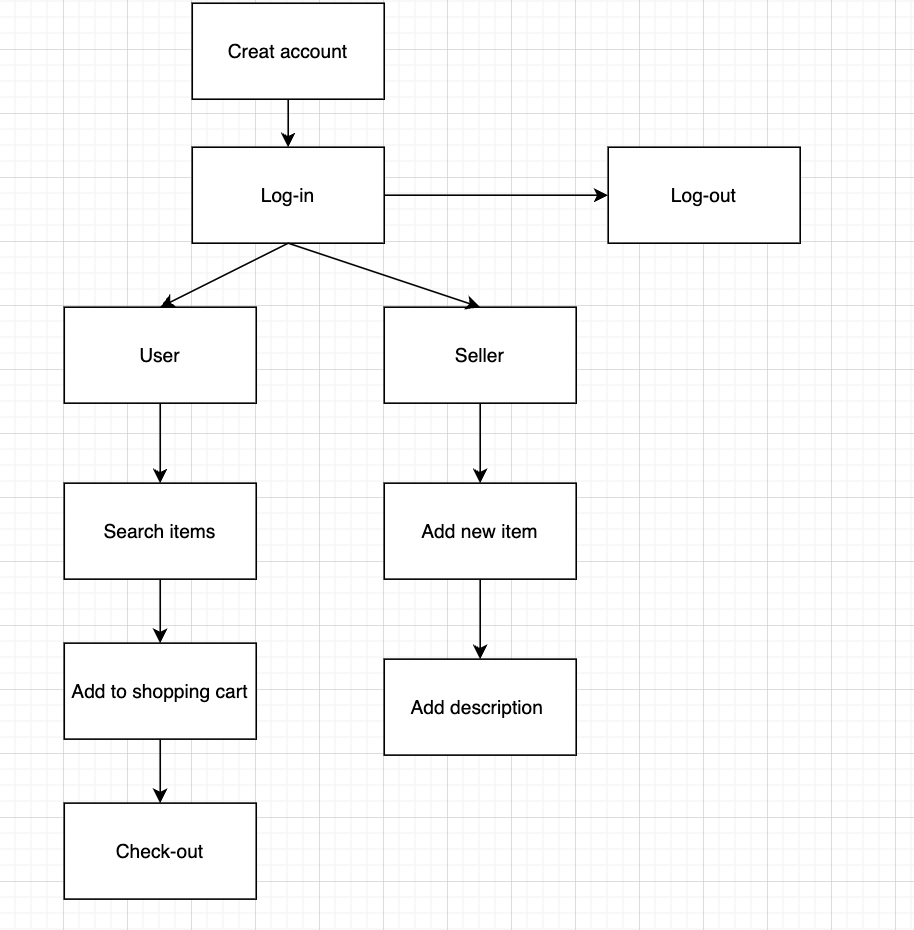 Creat account
Log-in
Log-out
User
Seller
Search items
Add new item
Add to shopping cart
Add description
Check-out